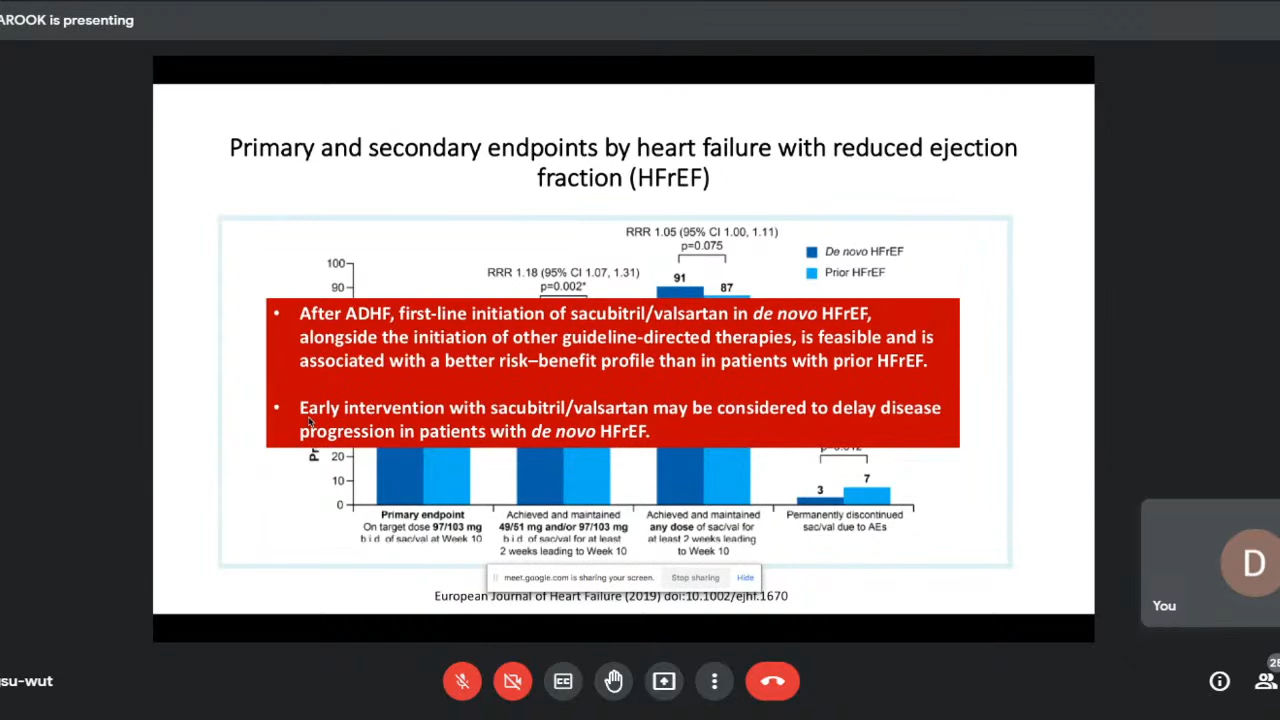 AROOK is presenting
Primary and secondary endpoints by heart failure with reduced ejection
fraction (HFrEF)
RRR 1.05 (95% CI 1.00, 1.11)
p=0.075
De novo HFrEF
Prior HFrEF
RRR 1.18 (95% CI 1.07, 1.31)
p=0.002*
100
90
91
87
• After ADHF, first-line initiation of sacubitril/valsartan in de novo HFrEF,
alongside the initiation of other guideline-directed therapies, is feasible and is
associated with a better risk–benefit profile than in patients with prior HFrEF.
• Early intervention with sacubitril/valsartan may be considered to delay disease
progression in patients with de novo HFrEF.
20
10
0
3
7
Primary endpoint
On target dose 97/103 mg
b.i.d. of sac/val at Week 10
Achieved and maintained
49/51 mg and/or 97/103 mg
b.i.d. of sac/val for at least
2 weeks leading to Week 10
Achieved and maintained
any dose of sac/val for
at least 2 weeks leading
to Week 10
Permanently discontinued
sac/val due to AEs
meet.google.com is sharing your screen.
Stop sharing
Hide
European Journal of Heart Failure (2019) doi:10.1002/ejhf.1670
D
You
su-wut